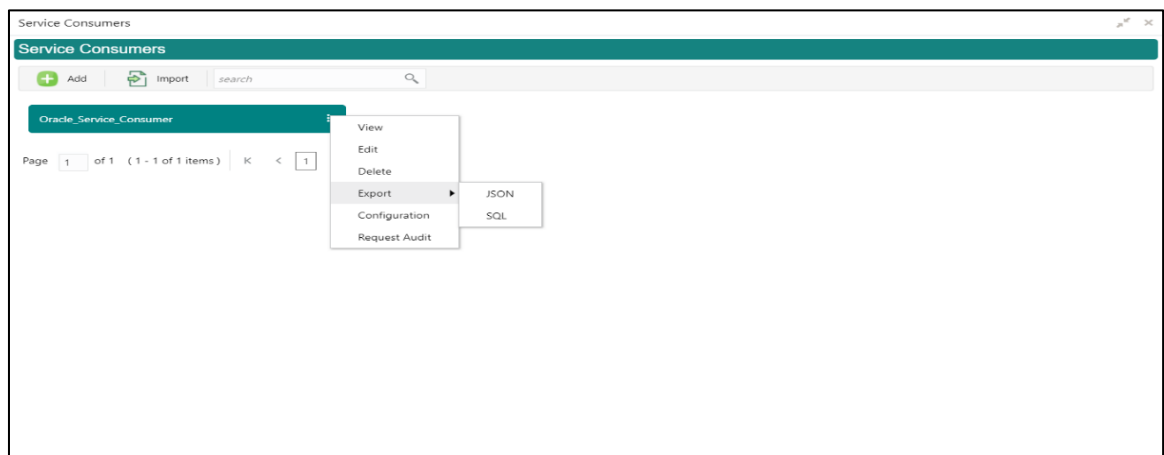 Service Consumers
Service Consumers
Add Import search
Oracle_Service_Consumer
View
Edit
Page 1 of 1 (1 - 1 of 1 items) K < 1
Delete
Export JSON
Configuration SQL
Request Audit